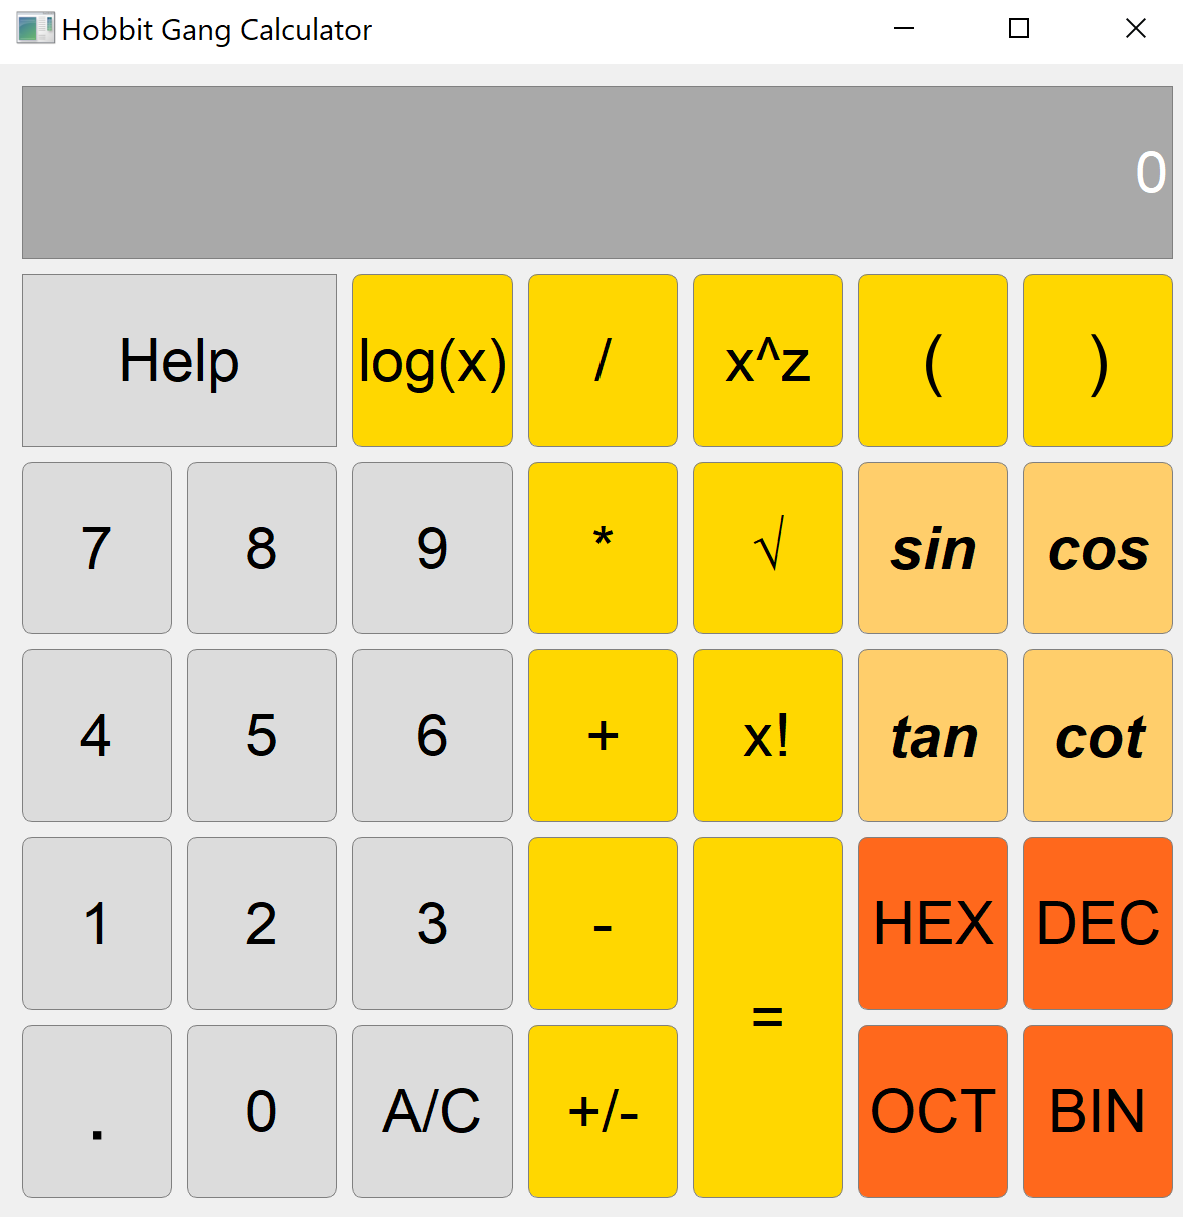 Hobbit Gang Calculator
0
Help log(x) / x^z ( )
7 8 9 * √ sin cos
4 5 6 + x! tan cot
1 2 3 - = HEX DEC
. 0 A/C +/- OCT BIN